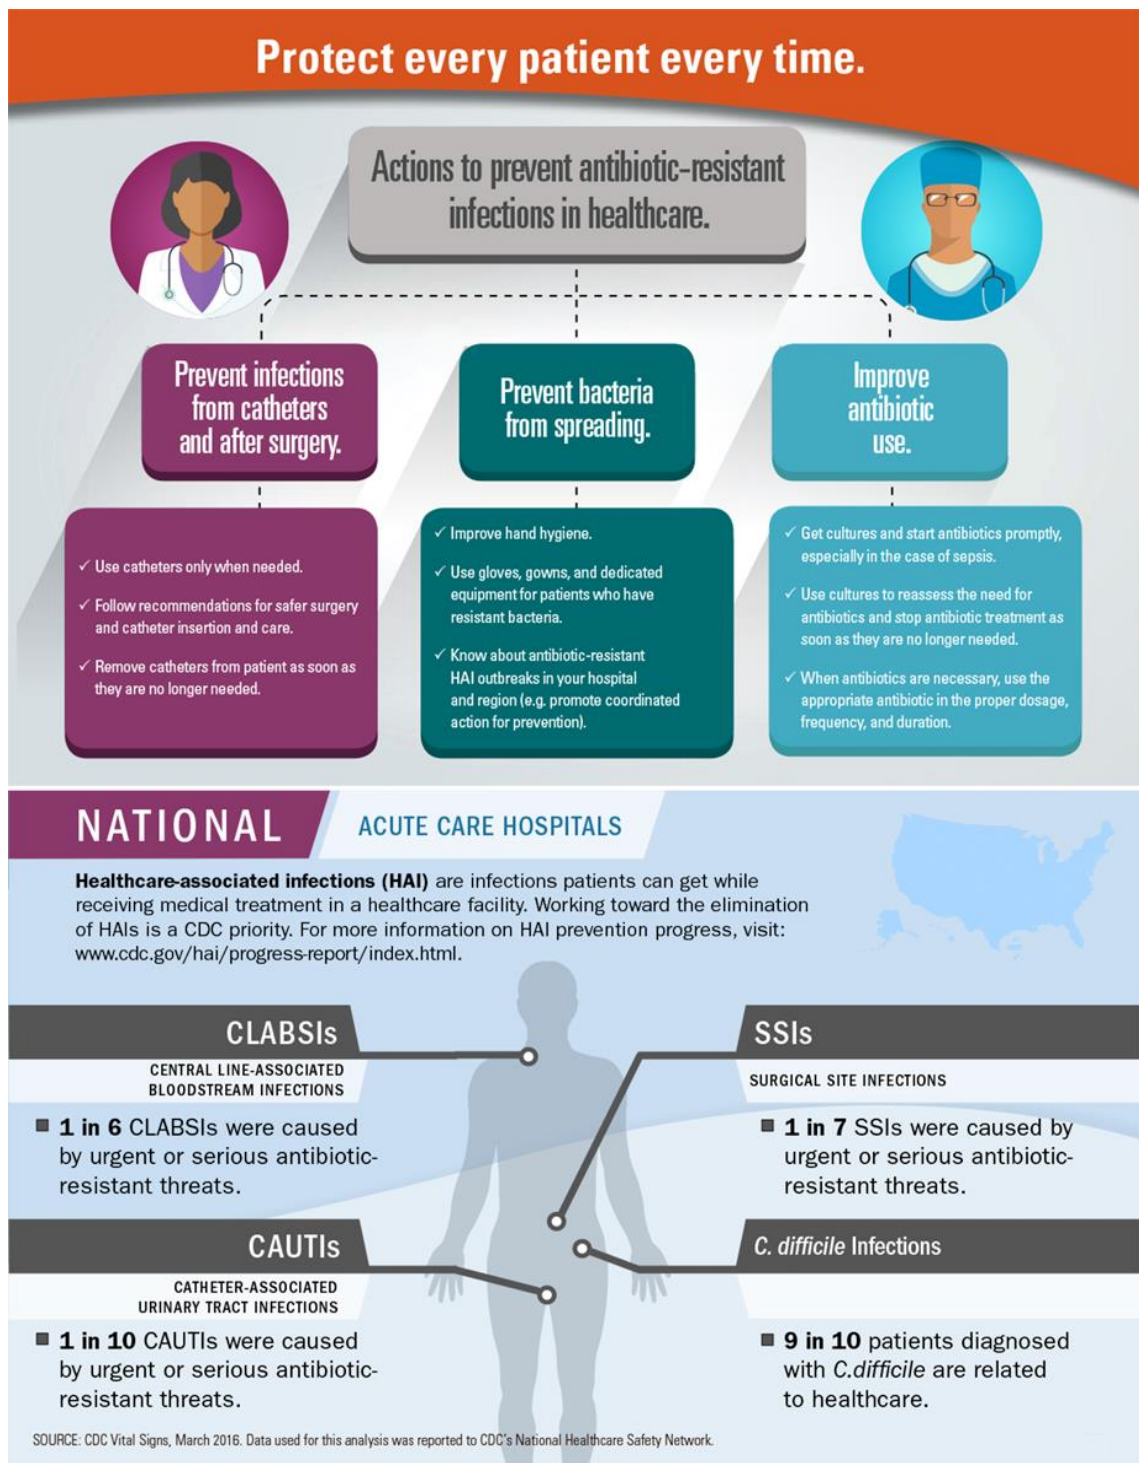 Protect every patient every time.
Actions to prevent antibiotic-resistant
infections in healthcare.
Prevent infections
from catheters
and after surgery.
✓ Use catheters only when needed.
✓ Follow recommendations for safer surgery
and catheter insertion and care.
✓ Remove catheters from patient as soon as
they are no longer needed.
Prevent bacteria
from spreading.
✓ Improve hand hygiene.
✓ Use gloves, gowns, and dedicated
equipment for patients who have
resistant bacteria.
✓ Know about antibiotic-resistant
HAI outbreaks in your hospital
and region (e.g. promote coordinated
action for prevention).
Improve
antibiotic
use.
✓ Get cultures and start antibiotics promptly,
especially in the case of sepsis.
✓ Use cultures to reassess the need for
antibiotics and stop antibiotic treatment as
soon as they are no longer needed.
✓ When antibiotics are necessary, use the
appropriate antibiotic in the proper dosage,
frequency, and duration.
NATIONAL
ACUTE CARE HOSPITALS
Healthcare-associated infections (HAI) are infections patients can get while
receiving medical treatment in a healthcare facility. Working toward the elimination
of HAIs is a CDC priority. For more information on HAI prevention progress, visit:
www.cdc.gov/hai/progress-report/index.html.
CLABSIs
CENTRAL LINE-ASSOCIATED
BLOODSTREAM INFECTIONS
■ 1 in 6 CLABSIs were caused
by urgent or serious antibiotic-
resistant threats.
SSIs
SURGICAL SITE INFECTIONS
■ 1 in 7 SSIs were caused by
urgent or serious antibiotic-
resistant threats.
CAUTIs
CATHETER-ASSOCIATED
URINARY TRACT INFECTIONS
■ 1 in 10 CAUTIs were caused
by urgent or serious antibiotic-
resistant threats.
C. difficile Infections
■ 9 in 10 patients diagnosed
with C.difficile are related
to healthcare.
SOURCE: CDC Vital Signs, March 2016. Data used for this analysis was reported to CDC's National Healthcare Safety Network.